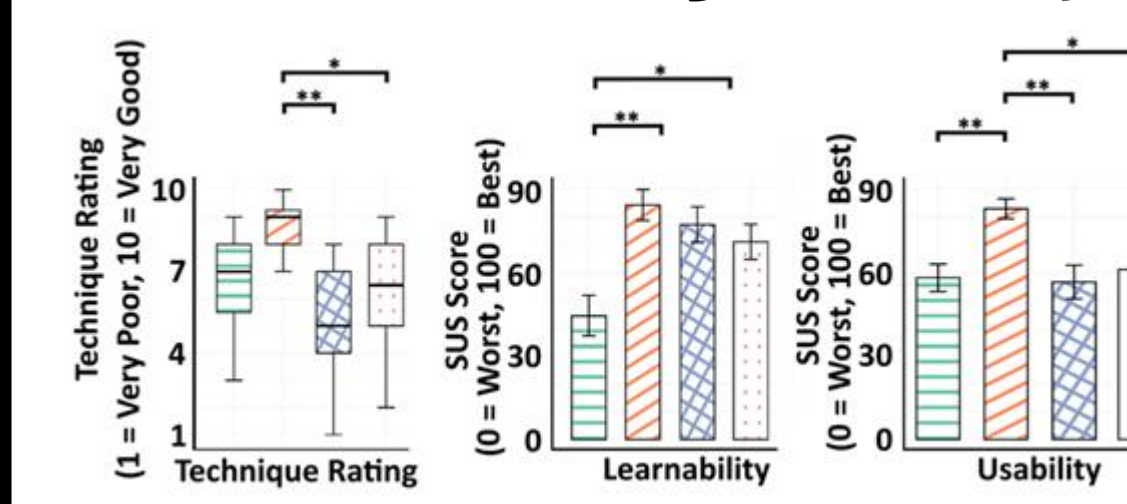 Technique Rating
(1 = Very Poor, 10 = Very Good)
10
7
4
1
*
**
Technique Rating
SUS Score
(0 = Worst, 100 = Best)
90
60
30
0
*
**
Learnability
SUS Score
(0 = Worst, 100 = Best)
90
60
30
0
*
**
**
Usability